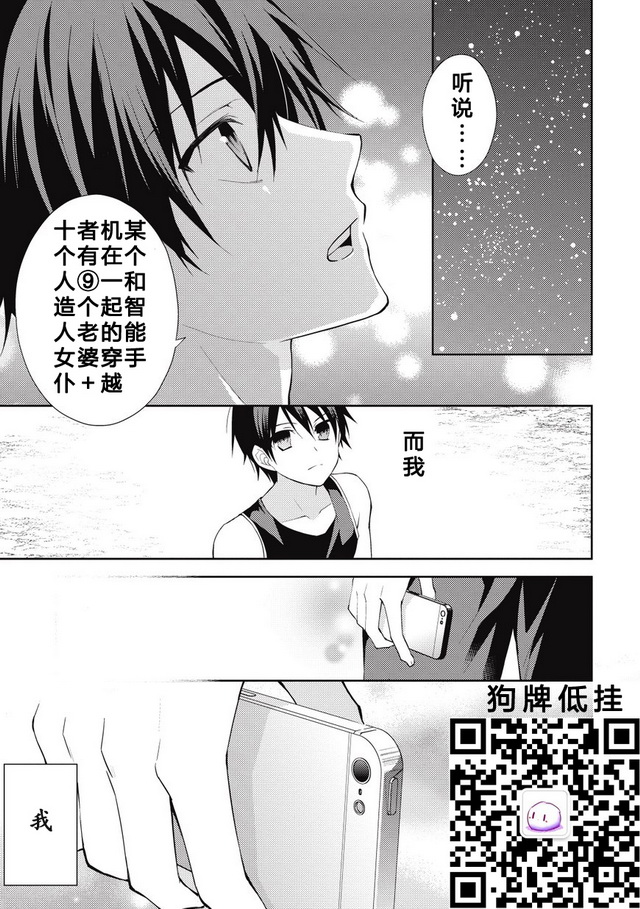 听说……
某个和智能手
机在一起的穿越
者有⑨个老婆＋
十个人造人女仆
而我
我
狗牌低挂